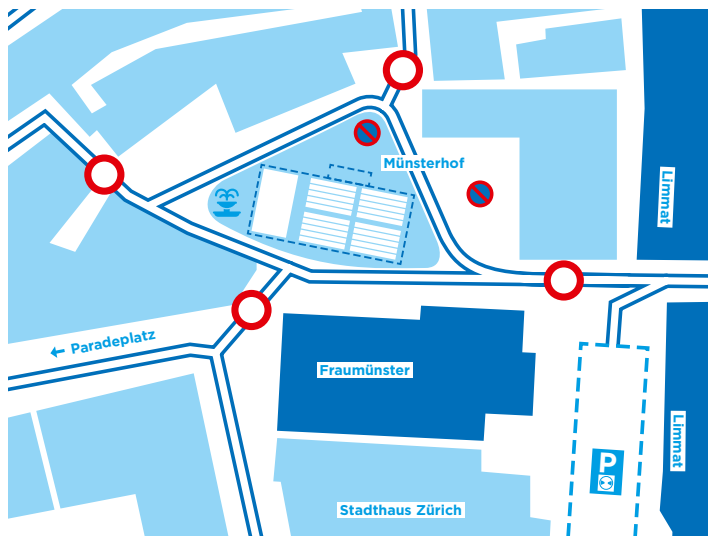 Münsterhof
Limmat
Paradeplatz
Fraumünster
Limmat
P
Stadthaus Zürich